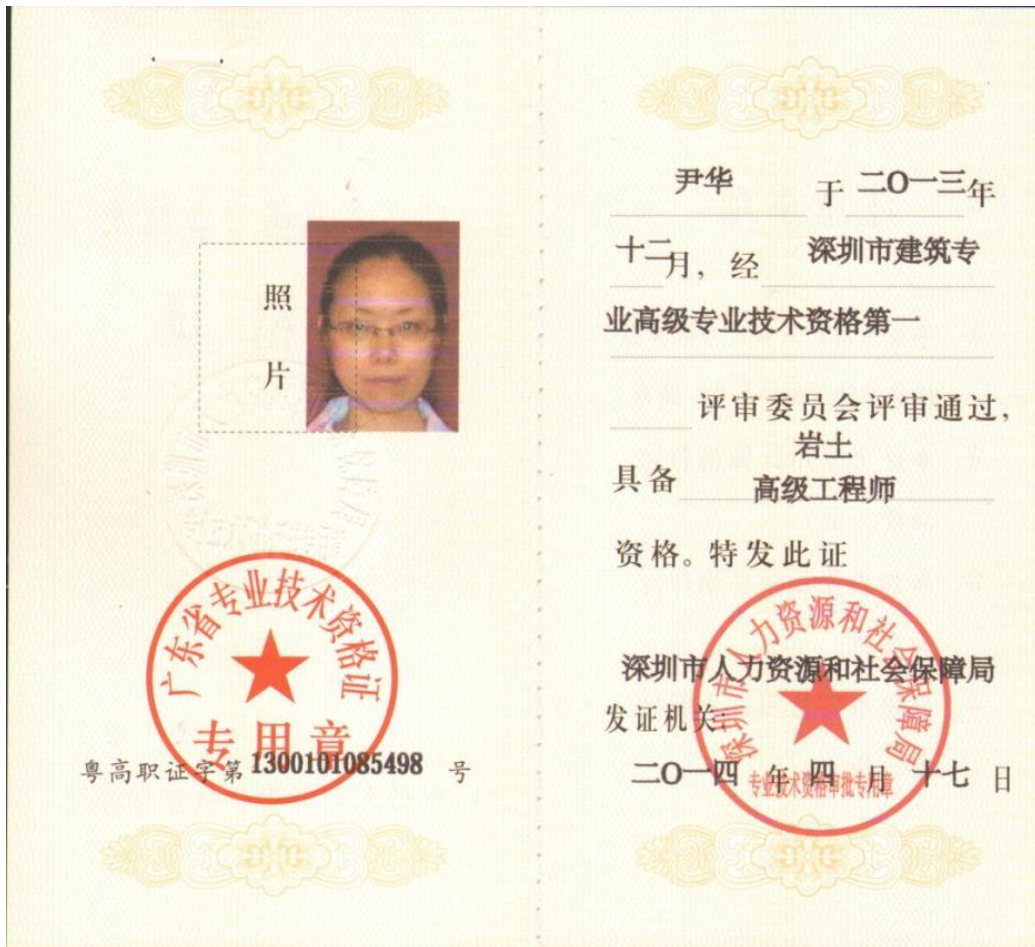 照
片
广东省专业技术资格证
专用章
粤高职证字第 1300101085498 号
尹华 于 二O一三年
十二月，经 深圳市建筑专
业高级专业技术资格第一
评审委员会评审通过，
岩土
具备 高级工程师
资格。特发此证
深圳市人力资源和社会保障局
深圳市人力资源和社会保障局
发证机关：
二O一四 年 四 月 十七 日
专业技术资格审批专用章